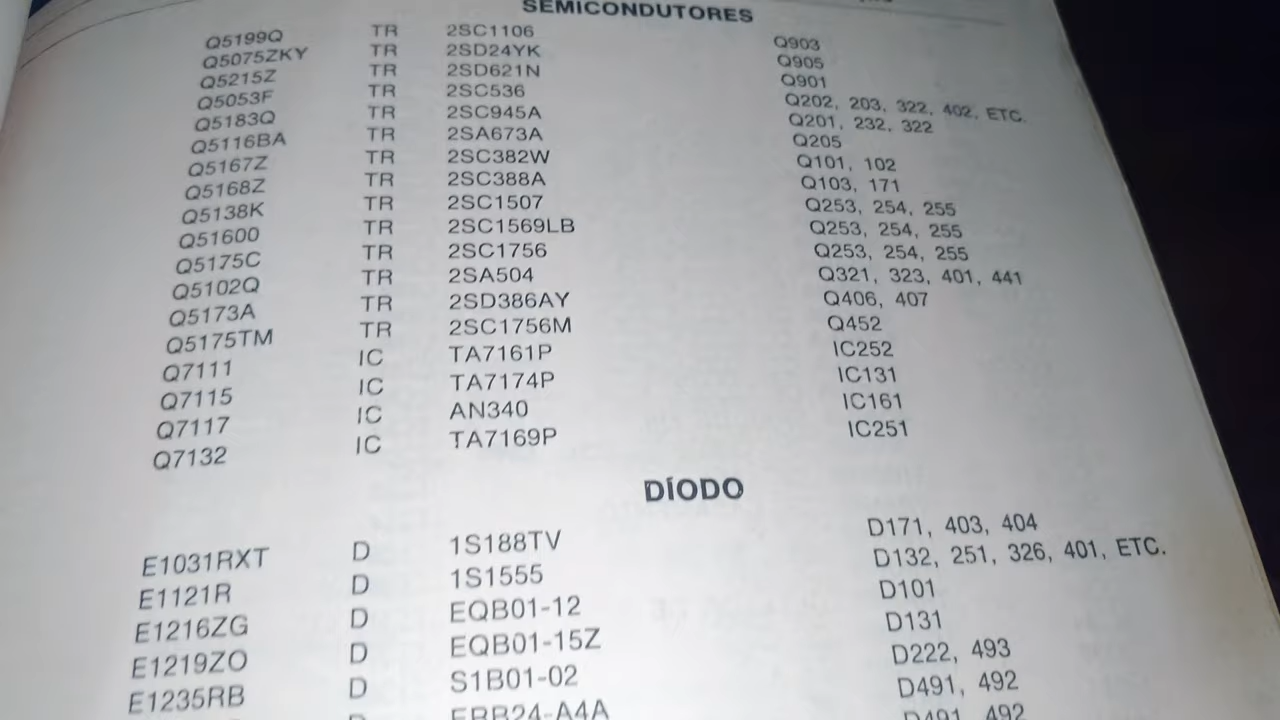 SEMICONDUTORES
Q5199Q TR 2SC1106 Q903
Q5075ZKY TR 2SD24YK Q905
Q5215Z TR 2SD621N Q901
Q5053F TR 2SC536 Q202, 203, 322, 402, ETC.
Q5183Q TR 2SC945A Q201, 232, 322
Q5116BA TR 2SA673A Q205
Q5167Z TR 2SC382W Q101, 102
Q5168Z TR 2SC388A Q103, 171
Q5138K TR 2SC1507 Q253, 254, 255
Q51600 TR 2SC1569LB Q253, 254, 255
Q5175C TR 2SC1756 Q253, 254, 255
Q5102Q TR 2SA504 Q321, 323, 401, 441
Q5173A TR 2SD386AY Q406, 407
Q5175TM TR 2SC1756M Q452
Q7111 IC TA7161P IC252
Q7115 IC TA7174P IC131
Q7117 IC AN340 IC161
Q7132 IC TA7169P IC251
DÍODO
E1031RXT D 1S188TV D171, 403, 404
E1121R D 1S1555 D132, 251, 326, 401, ETC.
E1216ZG D EQB01-12 D101
E1219ZO D EQB01-15Z D131
E1235RB D S1B01-02 D222, 493
ERB24-A4A D491, 492
D491, 492